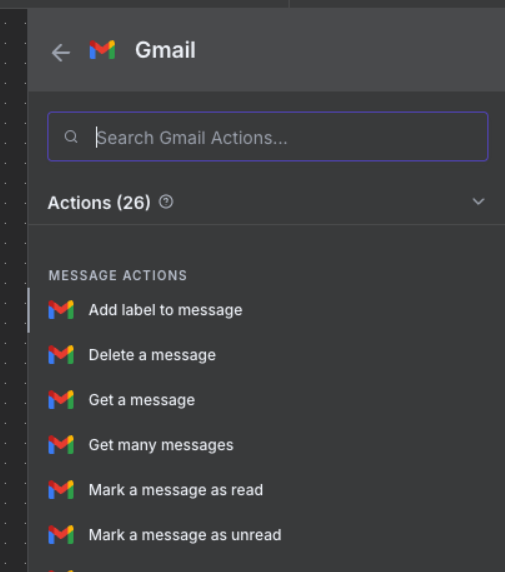 Gmail
Search Gmail Actions...
Actions (26)
MESSAGE ACTIONS
Add label to message
Delete a message
Get a message
Get many messages
Mark a message as read
Mark a message as unread